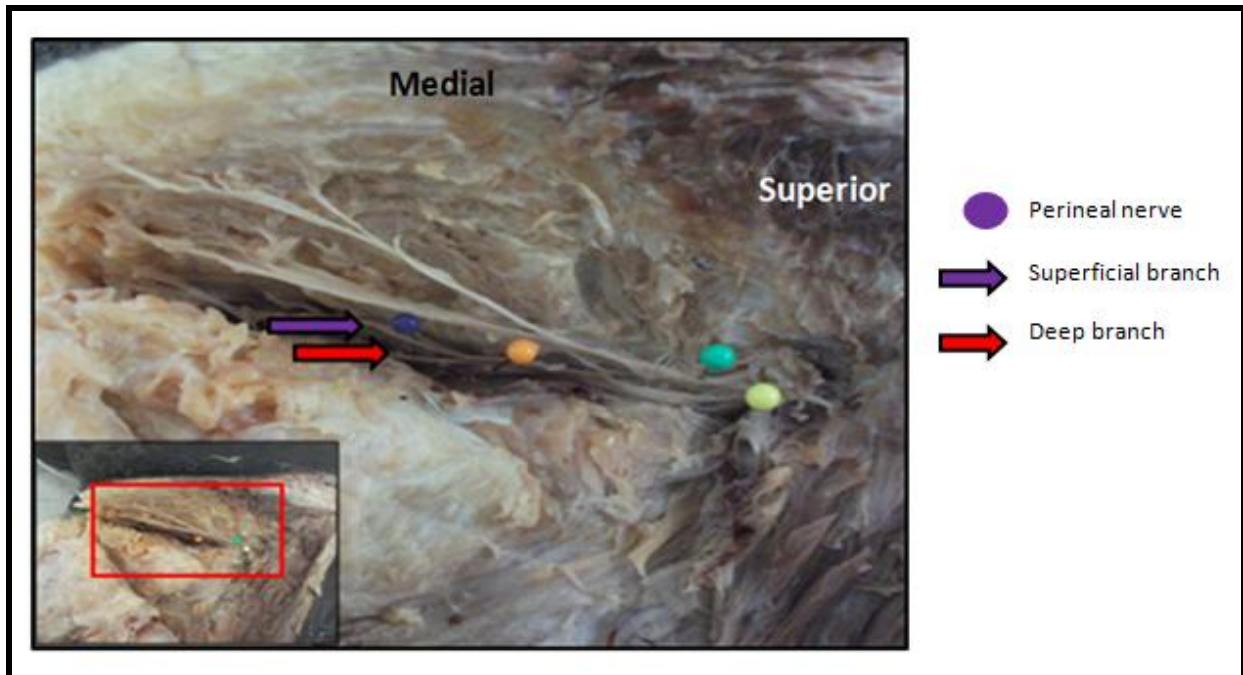 Medial
Superior
Perineal nerve
Superficial branch
Deep branch